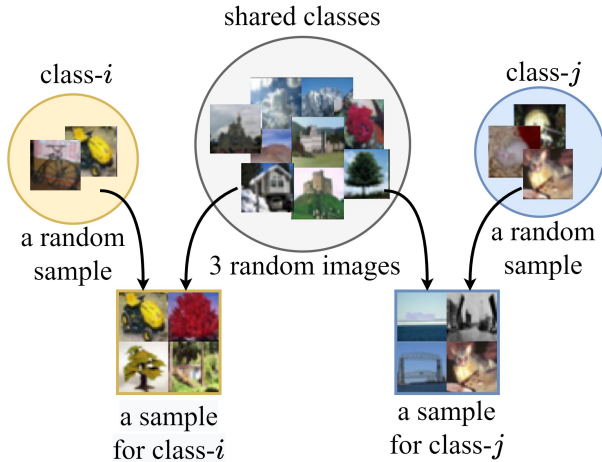 shared classes
class-i
class-j
a random
sample
3 random images
a random
sample
a sample
for class-i
a sample
for class-j